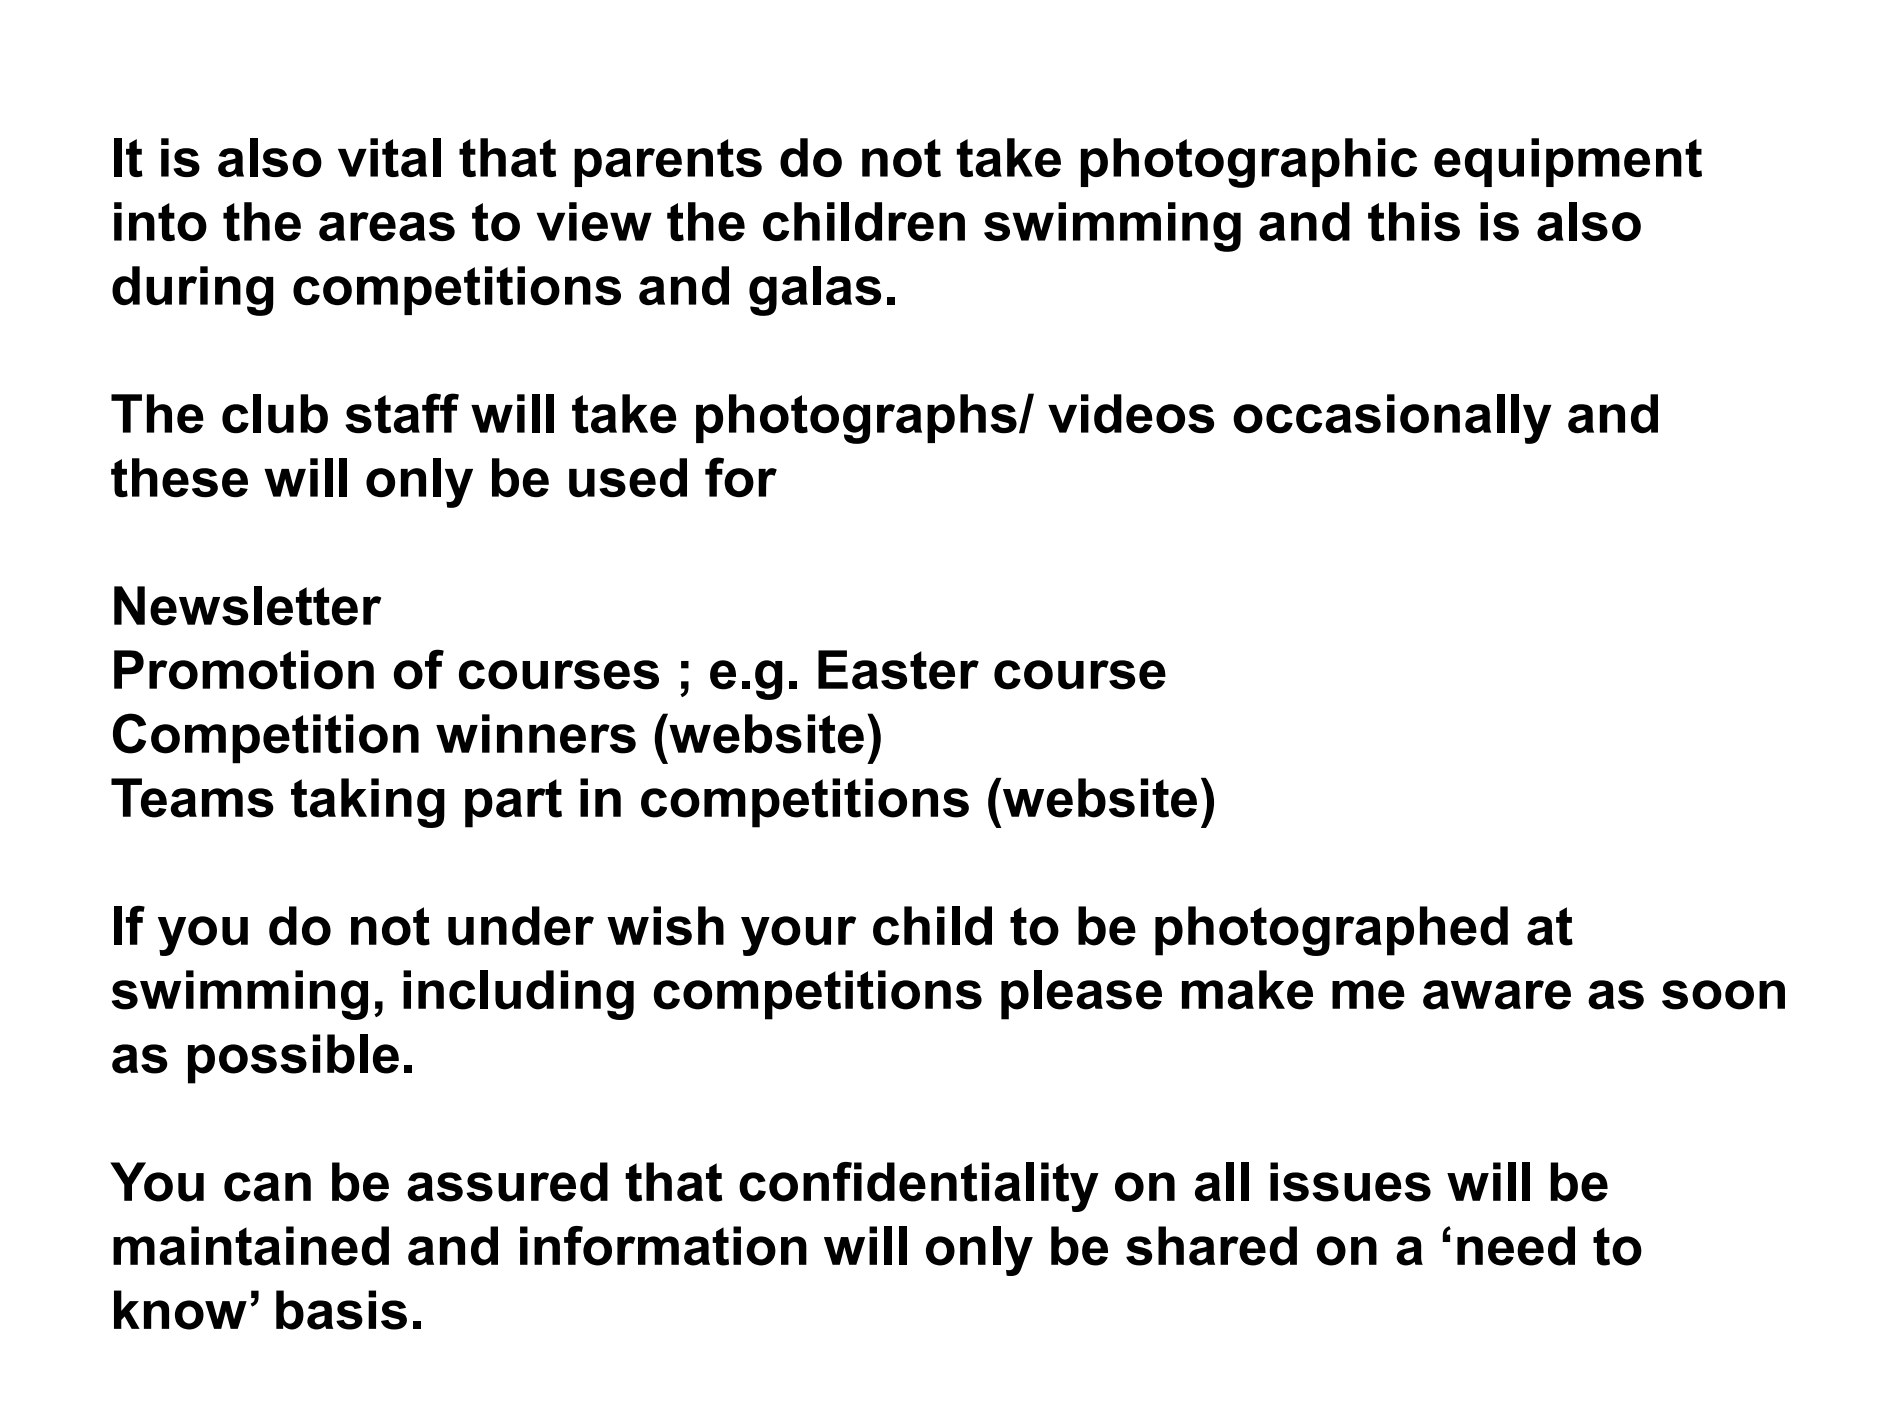 It is also vital that parents do not take photographic equipment
into the areas to view the children swimming and this is also
during competitions and galas.
The club staff will take photographs/ videos occasionally and
these will only be used for
Newsletter
Promotion of courses ; e.g. Easter course
Competition winners (website)
Teams taking part in competitions (website)
If you do not under wish your child to be photographed at
swimming, including competitions please make me aware as soon
as possible.
You can be assured that confidentiality on all issues will be
maintained and information will only be shared on a ‘need to
know’ basis.